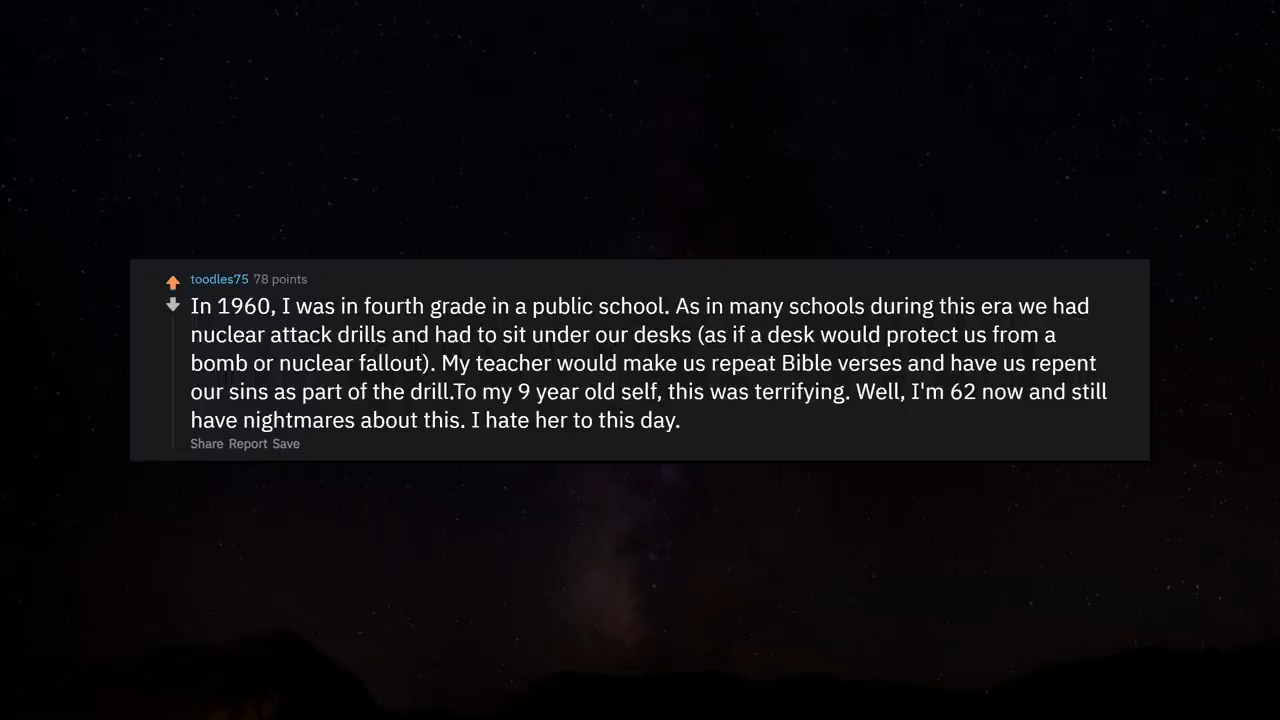 toodles75 78 points
In 1960, I was in fourth grade in a public school. As in many schools during this era we had
nuclear attack drills and had to sit under our desks (as if a desk would protect us from a
bomb or nuclear fallout). My teacher would make us repeat Bible verses and have us repent
our sins as part of the drill.To my 9 year old self, this was terrifying. Well, I'm 62 now and still
have nightmares about this. I hate her to this day.
Share Report Save